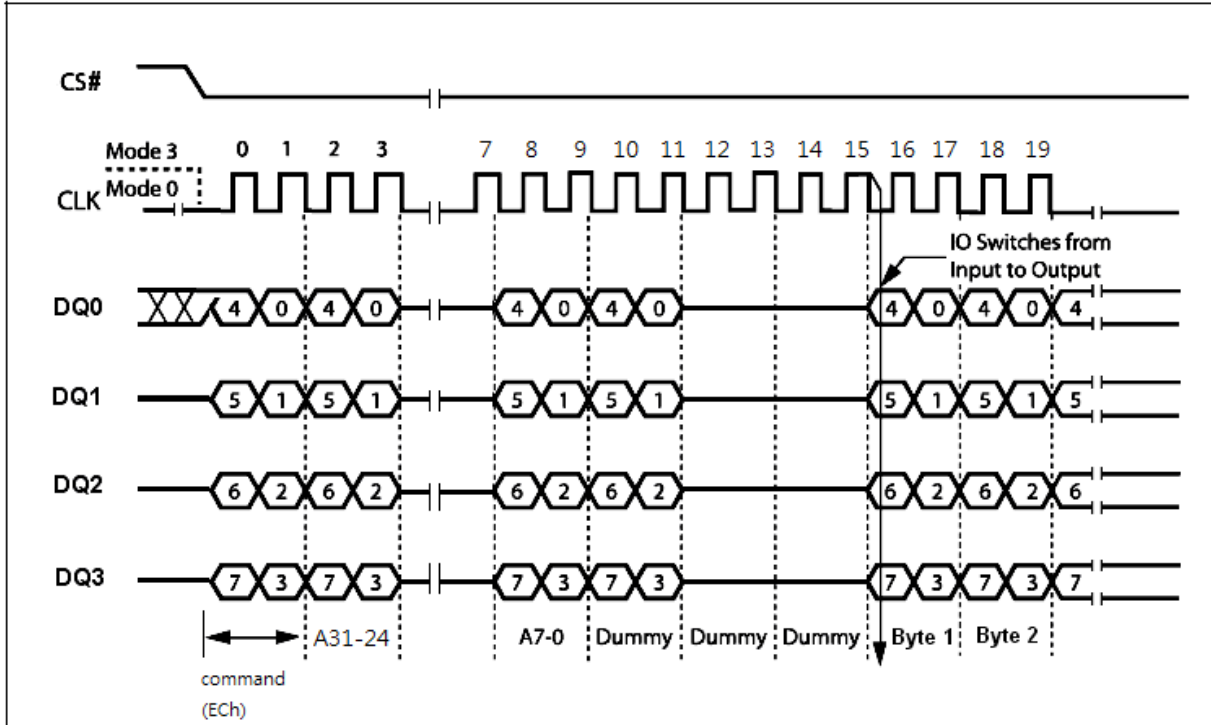 CS#
Mode 3
0 1 2 3 7 8 9 10 11 12 13 14 15 16 17 18 19
Mode 0
CLK
IO Switches from
Input to Output
DQ0 4 0 4 0 4 0 4 0 4 0 4 0 4
DQ1 5 1 5 1 5 1 5 1 5 1 5 1 5
DQ2 6 2 6 2 6 2 6 2 6 2 6 2 6
DQ3 7 3 7 3 7 3 7 3 7 3 7 3 7
A31-24 A7-0 Dummy Dummy Dummy Byte 1 Byte 2
command
(ECh)